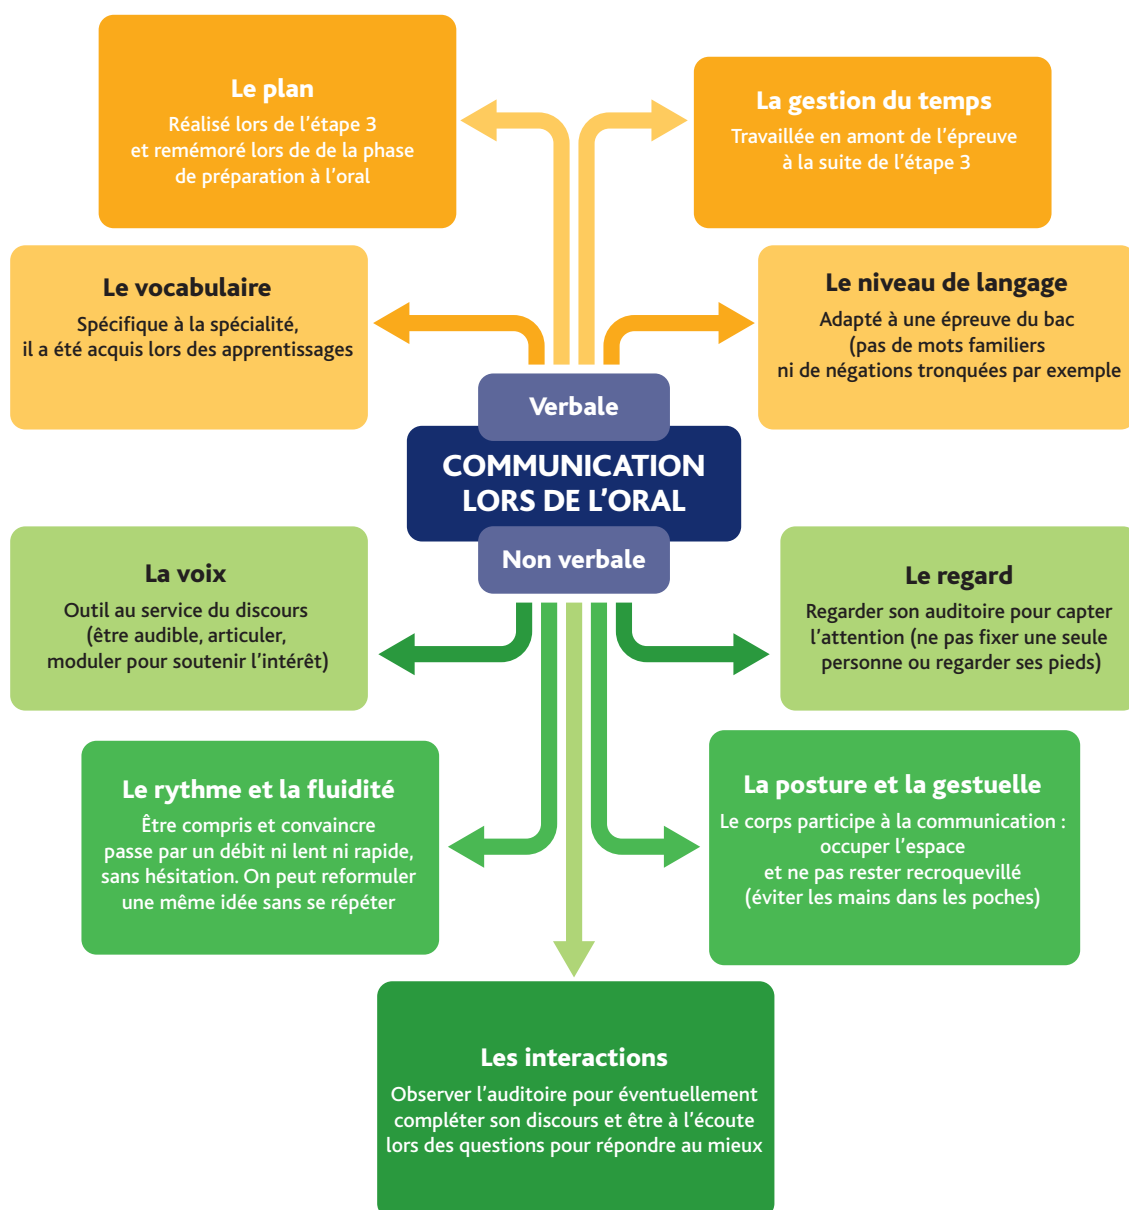 Le plan
Réalisé lors de l'étape 3
et remémoré lors de de la phase
de préparation à l'oral
La gestion du temps
Travaillée en amont de l'épreuve
à la suite de l'étape 3
Le vocabulaire
Spécifique à la spécialité,
il a été acquis lors des apprentissages
Le niveau de langage
Adapté à une épreuve du bac
(pas de mots familiers
ni de négations tronquées par exemple
Verbale
COMMUNICATION
LORS DE L'ORAL
Non verbale
La voix
Outil au service du discours
(être audible, articuler,
moduler pour soutenir l'intérêt)
Le regard
Regarder son auditoire pour capter
l'attention (ne pas fixer une seule
personne ou regarder ses pieds)
Le rythme et la fluidité
Être compris et convaincre
passe par un débit ni lent ni rapide,
sans hésitation. On peut reformuler
une même idée sans se répéter
La posture et la gestuelle
Le corps participe à la communication :
occuper l'espace
et ne pas rester recroquevillé
(éviter les mains dans les poches)
Les interactions
Observer l'auditoire pour éventuellement
compléter son discours et être à l'écoute
lors des questions pour répondre au mieux